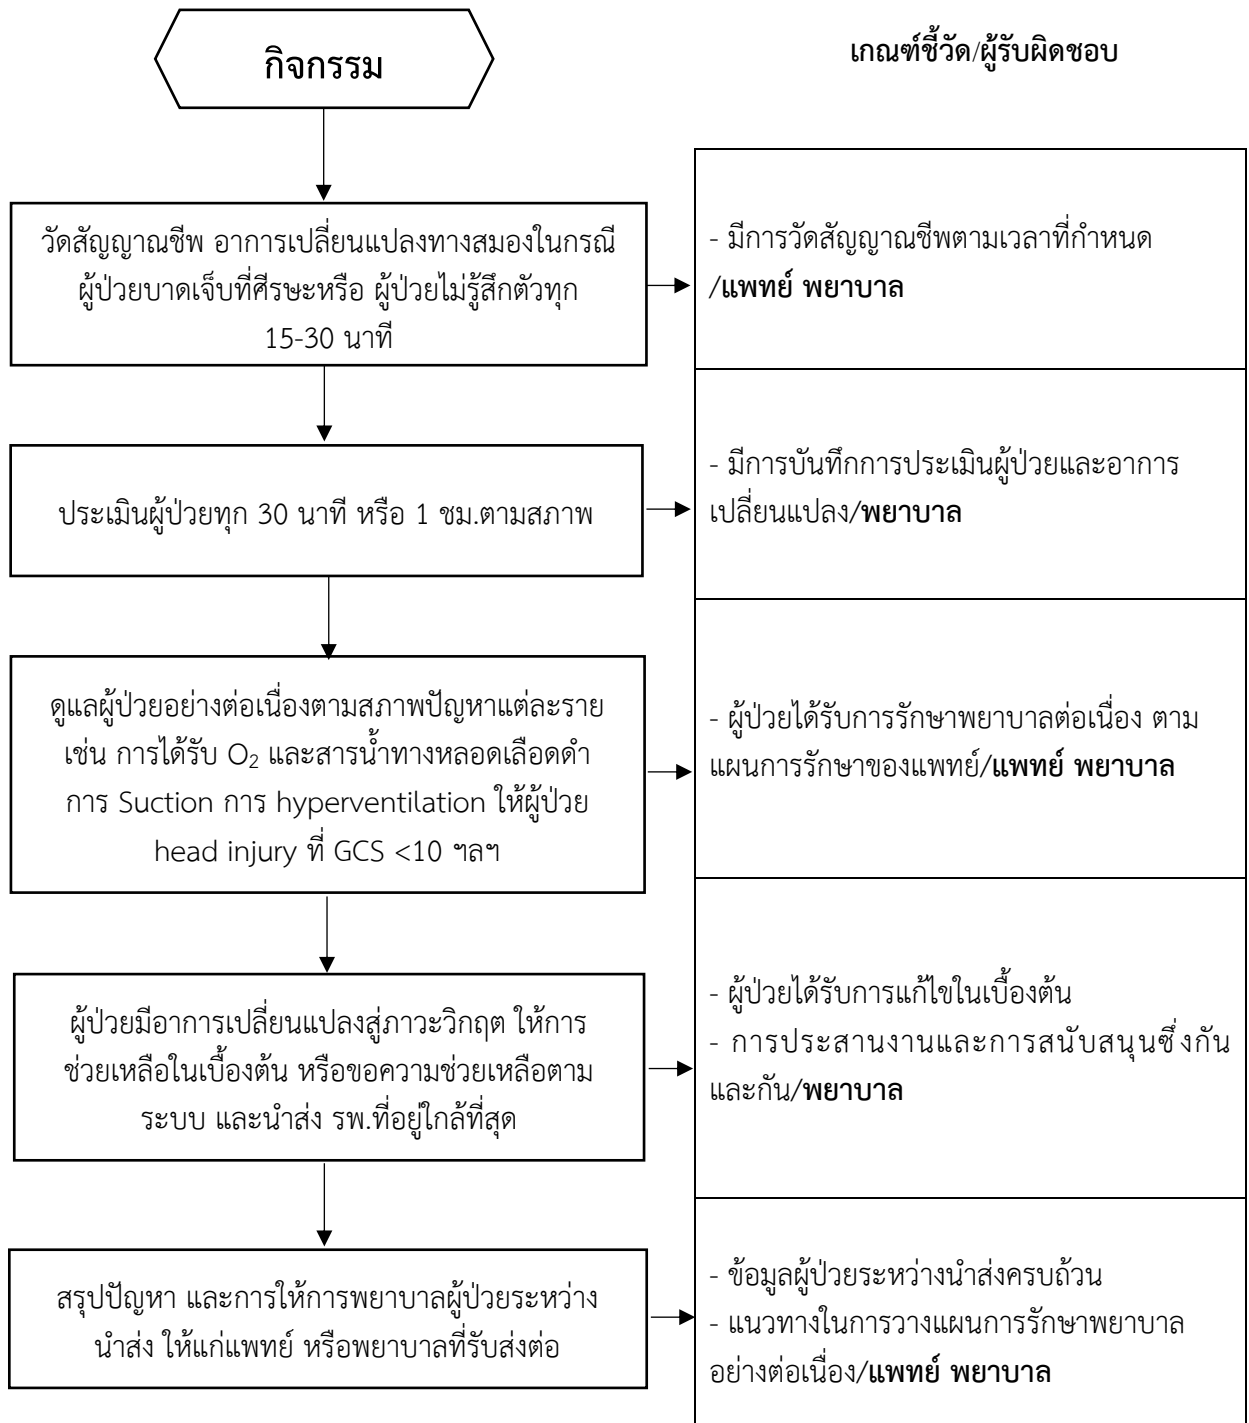 กิจกรรม
เกณฑ์ชี้วัด/ผู้รับผิดชอบ
วัดสัญญาณชีพ อาการเปลี่ยนแปลงทางสมองในกรณี
ผู้ป่วยบาดเจ็บที่ศีรษะหรือ ผู้ป่วยไม่รู้สึกตัวทุก
15-30 นาที
- มีการวัดสัญญาณชีพตามเวลาที่กำหนด
/แพทย์ พยาบาล
ประเมินผู้ป่วยทุก 30 นาที หรือ 1 ชม.ตามสภาพ
- มีการบันทึกการประเมินผู้ป่วยและอาการ
เปลี่ยนแปลง/พยาบาล
ดูแลผู้ป่วยอย่างต่อเนื่องตามสภาพปัญหาแต่ละราย
เช่น การได้รับ O₂ และสารน้ำทางหลอดเลือดดำ
การ Suction การ hyperventilation ให้ผู้ป่วย
head injury ที่ GCS <10 ฯลฯ
- ผู้ป่วยได้รับการรักษาพยาบาลต่อเนื่อง ตาม
แผนการรักษาของแพทย์/แพทย์ พยาบาล
ผู้ป่วยมีอาการเปลี่ยนแปลงสู่ภาวะวิกฤต ให้การ
ช่วยเหลือในเบื้องต้น หรือขอความช่วยเหลือตาม
ระบบ และนำส่ง รพ.ที่อยู่ใกล้ที่สุด
- ผู้ป่วยได้รับการแก้ไขในเบื้องต้น
- การประสานงานและการสนับสนุนซึ่งกัน
และกัน/พยาบาล
สรุปปัญหา และการให้การพยาบาลผู้ป่วยระหว่าง
นำส่ง ให้แก่แพทย์ หรือพยาบาลที่รับส่งต่อ
- ข้อมูลผู้ป่วยระหว่างนำส่งครบถ้วน
- แนวทางในการวางแผนการรักษาพยาบาล
อย่างต่อเนื่อง/แพทย์ พยาบาล